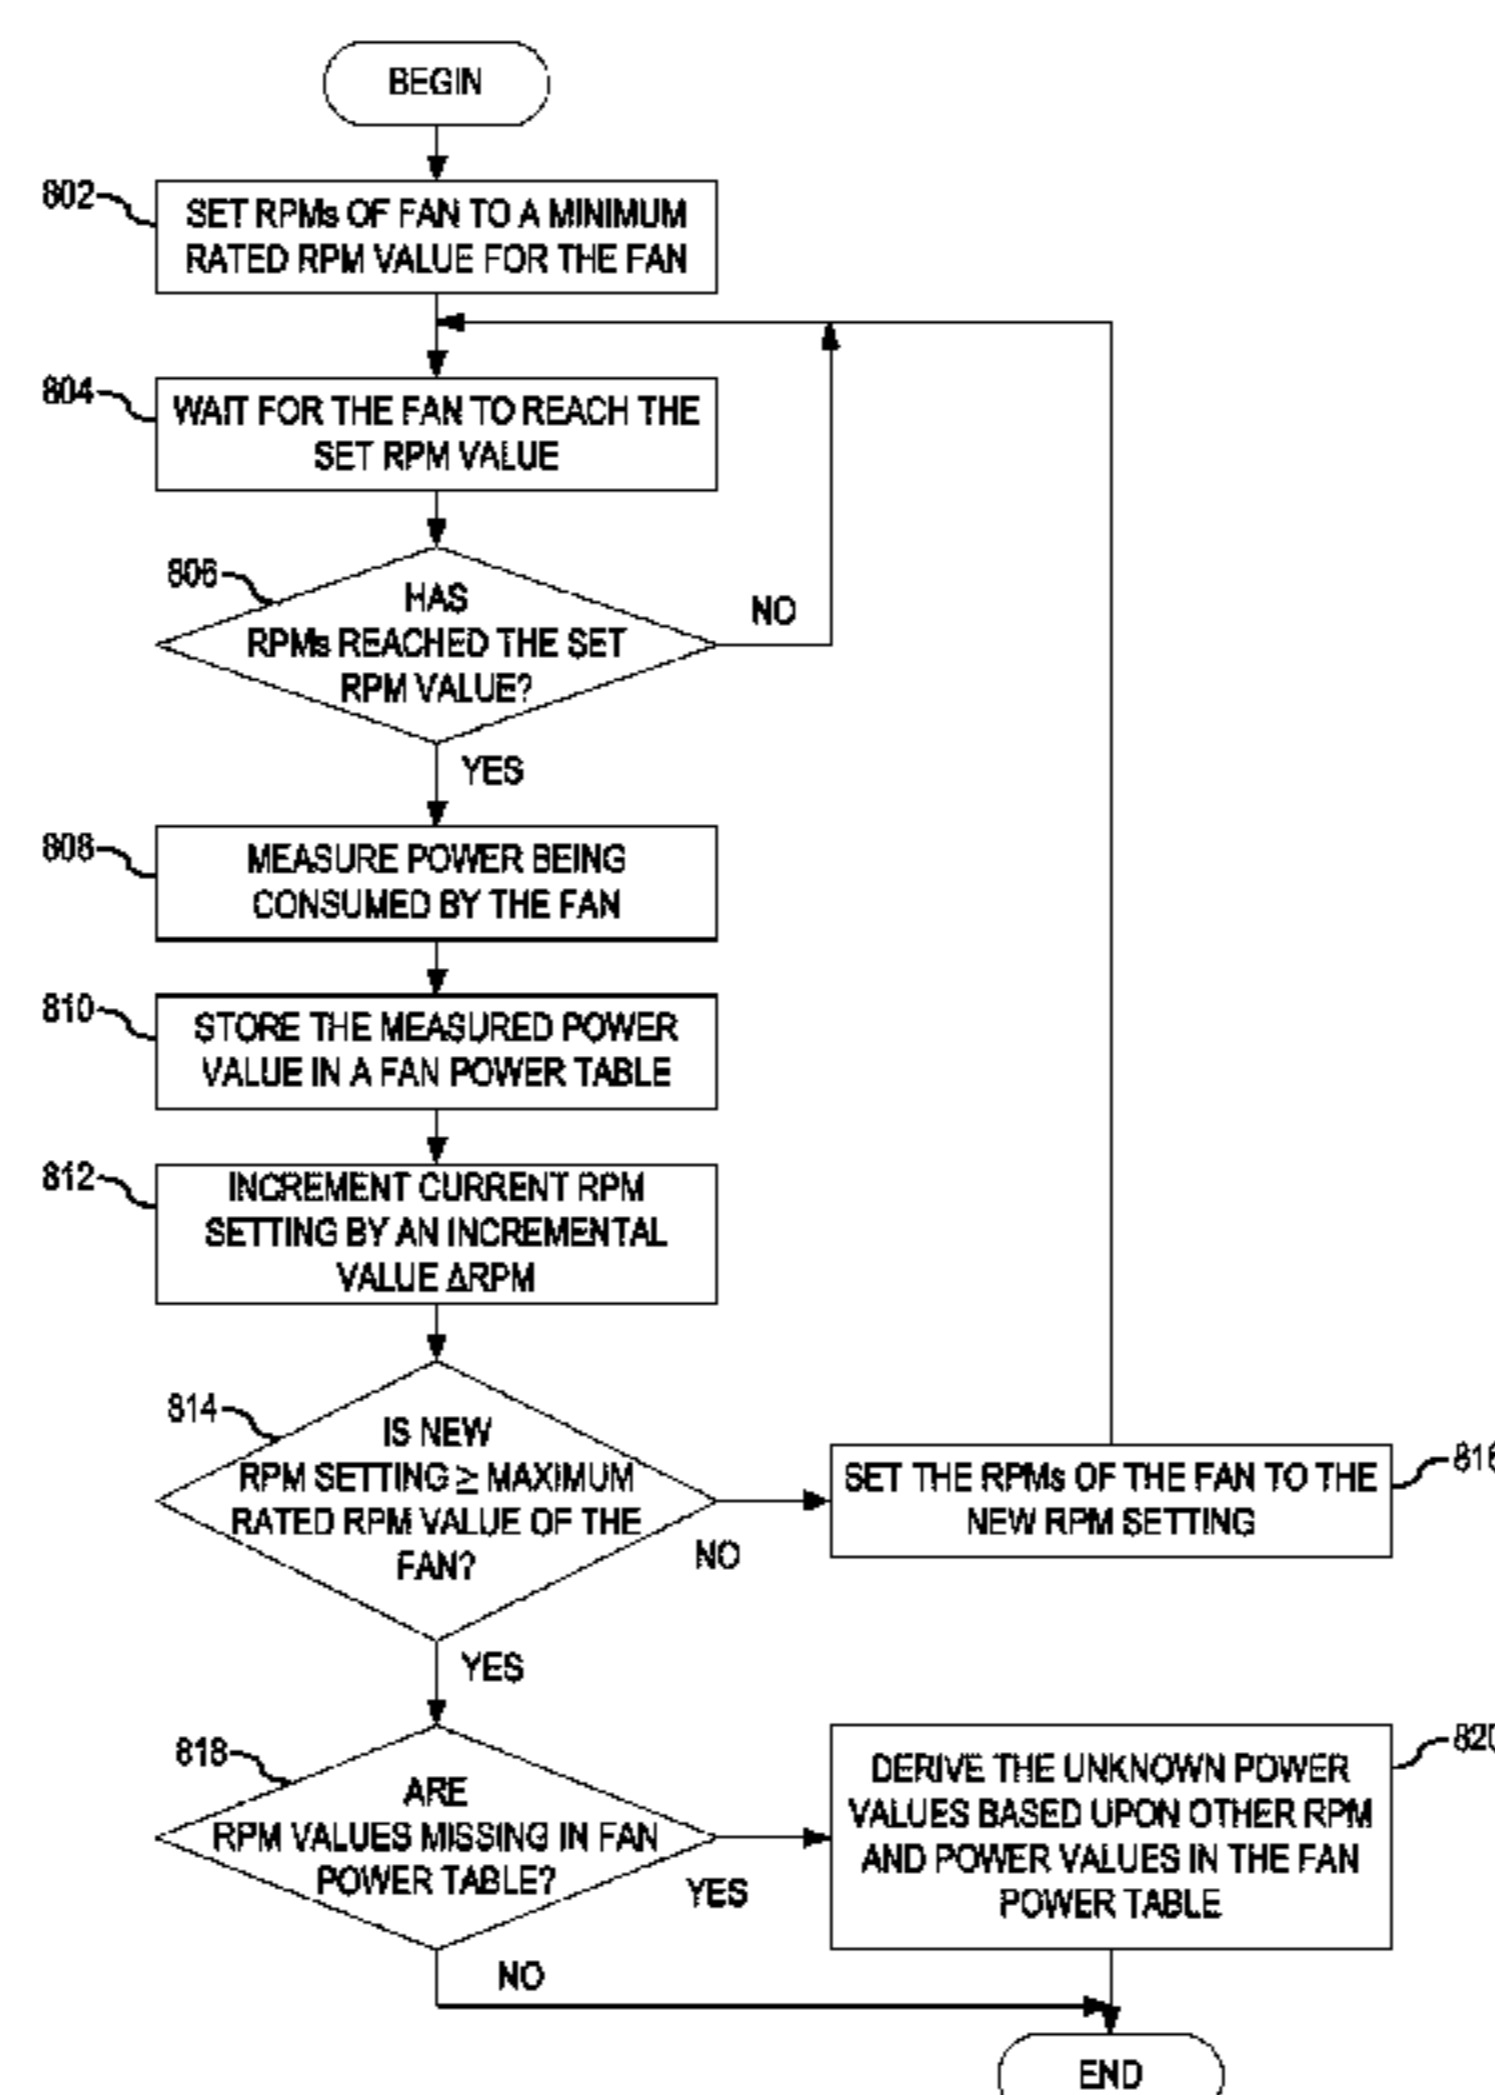 BEGIN
802
SET RPMs OF FAN TO A MINIMUM
RATED RPM VALUE FOR THE FAN
804
WAIT FOR THE FAN TO REACH THE
SET RPM VALUE
806
HAS
RPMs REACHED THE SET
RPM VALUE?
NO
YES
808
MEASURE POWER BEING
CONSUMED BY THE FAN
810
STORE THE MEASURED POWER
VALUE IN A FAN POWER TABLE
812
INCREMENT CURRENT RPM
SETTING BY AN INCREMENTAL
VALUE ΔRPM
814
IS NEW
RPM SETTING ≥ MAXIMUM
RATED RPM VALUE OF THE
FAN?
NO
816
SET THE RPMs OF THE FAN TO THE
NEW RPM SETTING
YES
818
ARE
RPM VALUES MISSING IN FAN
POWER TABLE?
YES
820
DERIVE THE UNKNOWN POWER
VALUES BASED UPON OTHER RPM
AND POWER VALUES IN THE FAN
POWER TABLE
NO
END